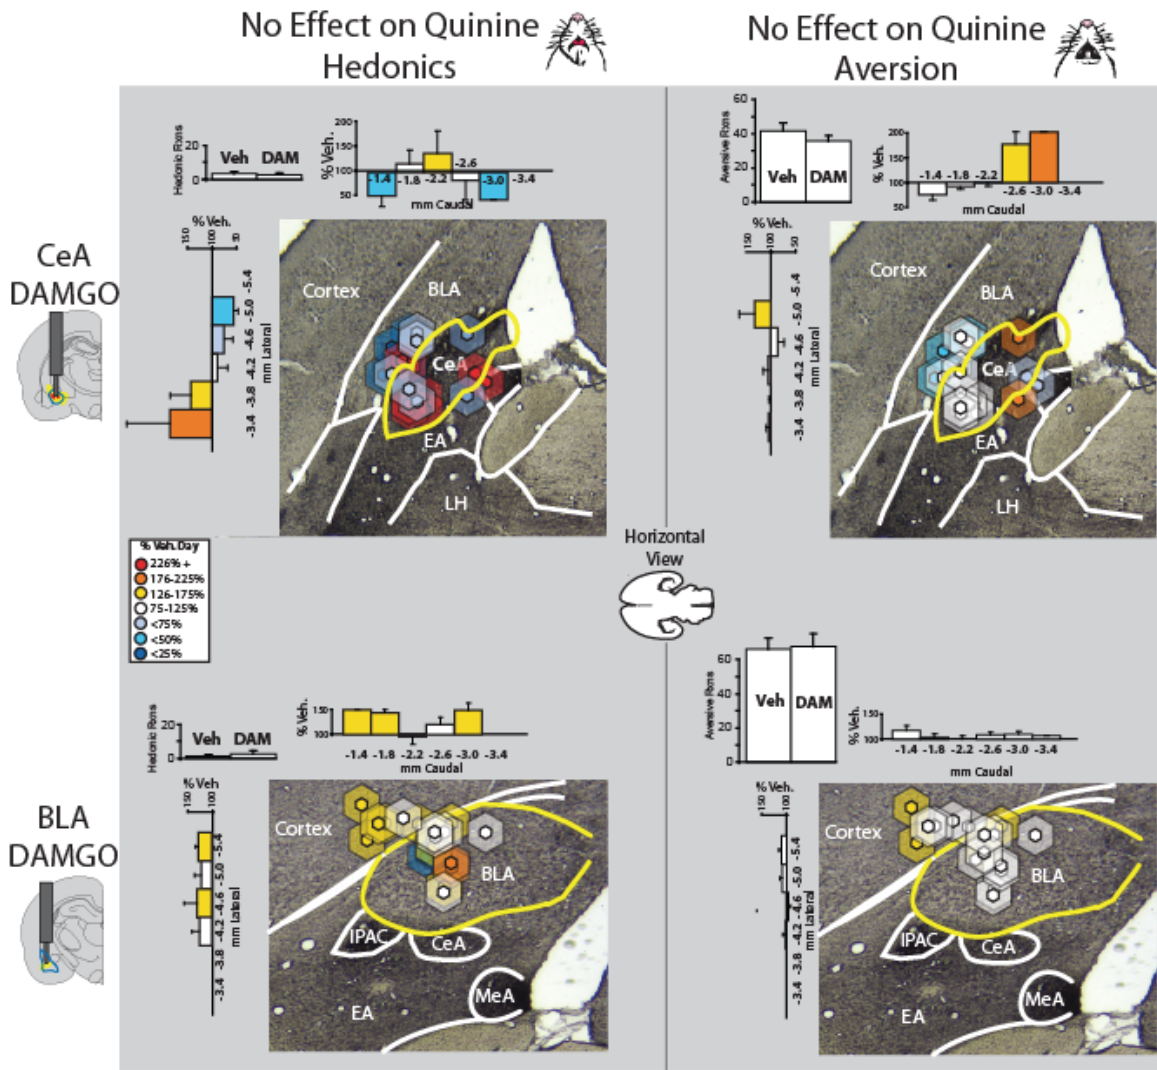 No Effect on Quinine
Hedonics
No Effect on Quinine
Aversion
CeA
DAMGO
Hedonic Rxns
20
0
Veh DAM
% Veh.
200
150
100
50
-1.4
-1.8
-2.2
-2.6
-3.0
-3.4
mm Caudal
% Veh.
150
100
50
-5.4
-5.0
-4.6
-4.2
-3.8
-3.4
mm Lateral
Cortex
BLA
CeA
EA
LH
Aversive Rxns
60
40
20
0
Veh
DAM
% Veh.
200
150
100
50
-1.4
-1.8
-2.2
-2.6
-3.0
-3.4
mm Caudal
% Veh.
150
100
50
-5.4
-5.0
-4.6
-4.2
-3.8
-3.4
mm Lateral
Cortex
BLA
CeA
EA
LH
% Veh. Day
226% +
176-225%
126-175%
75-125%
<75%
<50%
<25%
Horizontal
View
BLA
DAMGO
Hedonic Rxns
20
0
Veh DAM
% Veh.
150
100
-1.4 -1.8 -2.2 -2.6 -3.0 -3.4
mm Caudal
% Veh.
150
100
-5.4
-5.0
-4.6
-4.2
-3.8
-3.4
mm Lateral
Cortex
BLA
IPAC
CeA
MeA
EA
Aversive Rxns
60
40
20
0
Veh
DAM
% Veh.
150
100
-1.4 -1.8 -2.2 -2.6 -3.0 -3.4
mm Caudal
% Veh.
150
100
-5.4
-5.0
-4.6
-4.2
-3.8
-3.4
mm Lateral
Cortex
BLA
IPAC
CeA
MeA
EA